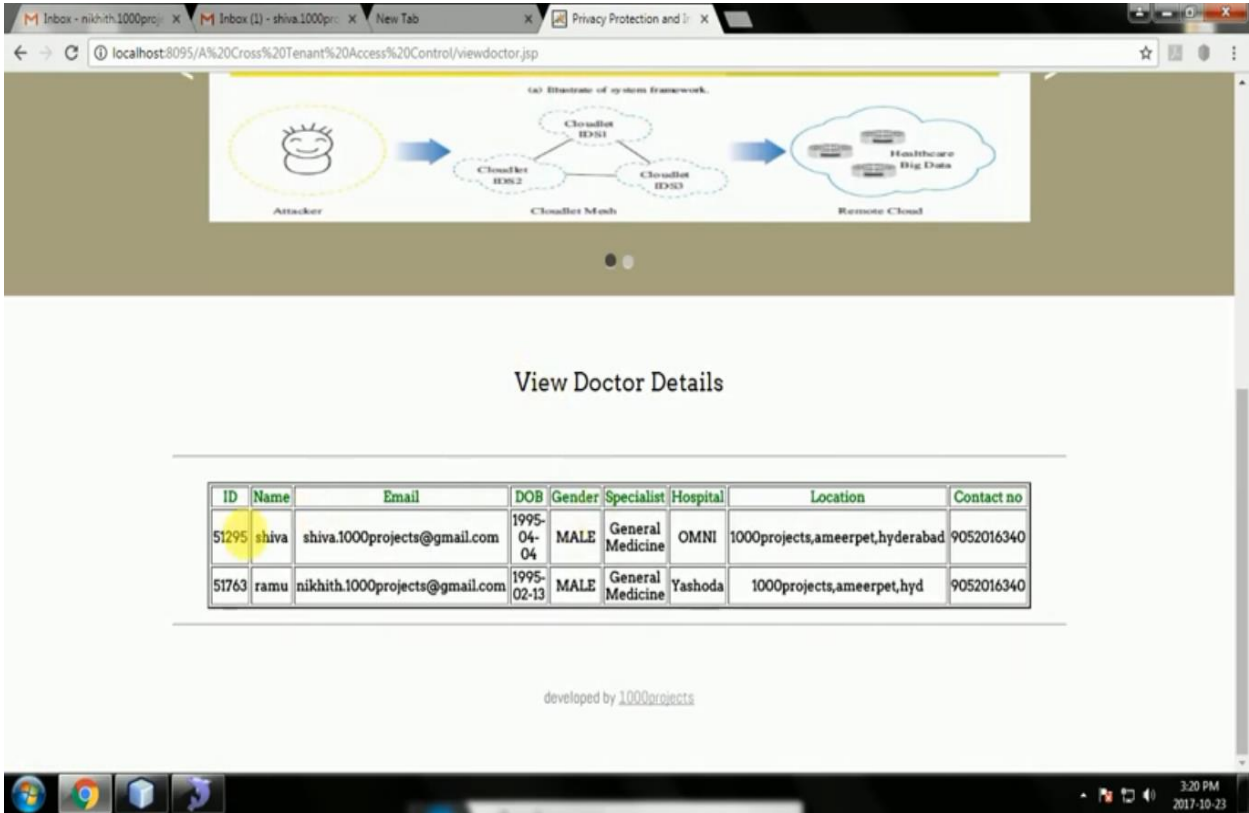 Inbox - nikhith.1000proj
Inbox (1) - shiva.1000pro
New Tab
Privacy Protection and In
localhost:8095/A%20Cross%20Tenant%20Access%20Control/viewdoctor.jsp
(a) Illustrate of system framework.
Cloudlet
IDS1
Cloudlet
IDS2
Cloudlet
IDS3
Healthcare
Big Data
Attacker
Cloudlet Mesh
Remote Cloud
View Doctor Details
ID Name Email DOB Gender Specialist Hospital Location Contact no
51295 shiva shiva.1000projects@gmail.com 1995-04-04 MALE General Medicine OMNI 1000projects,ameerpet,hyderabad 9052016340
51763 ramu nikhith.1000projects@gmail.com 1995-02-13 MALE General Medicine Yashoda 1000projects,ameerpet,hyd 9052016340
developed by 1000projects
3:20 PM
2017-10-23